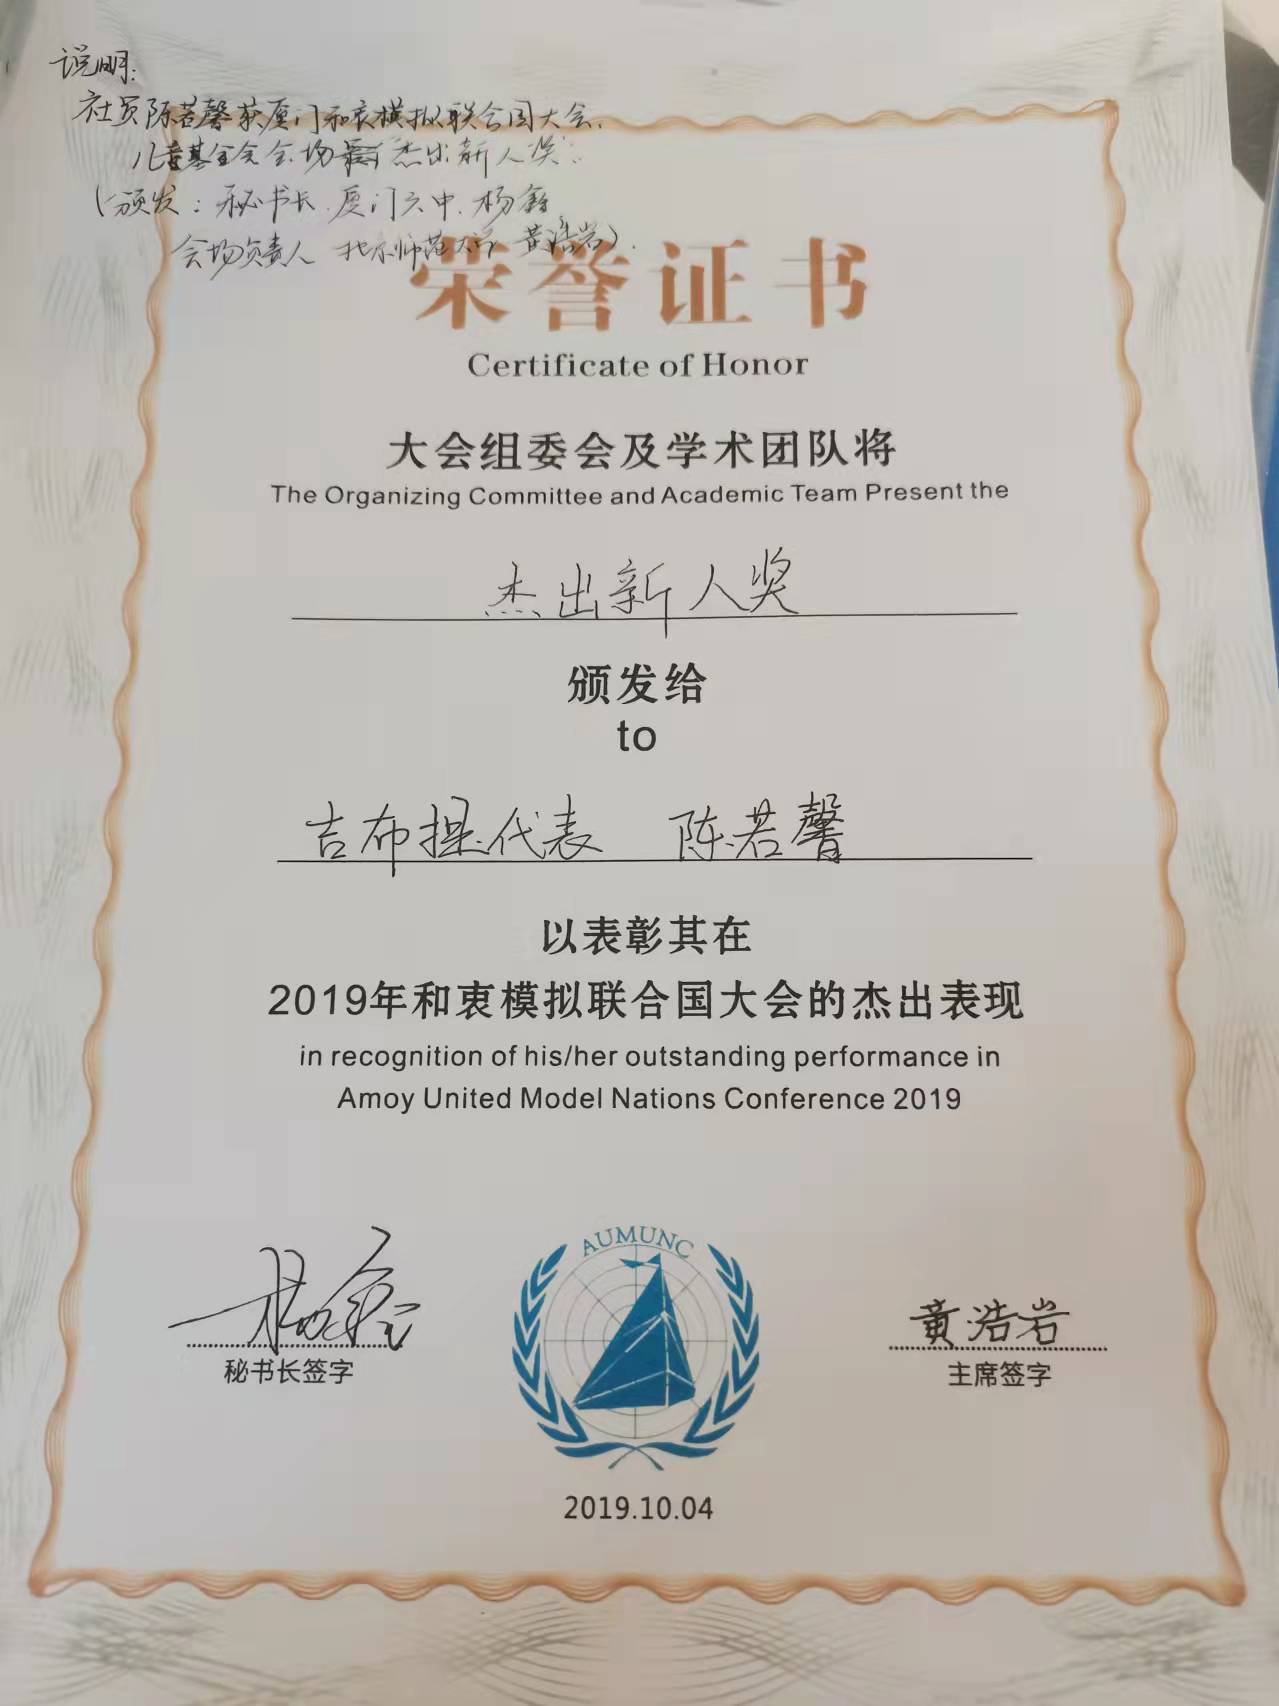 说明:
社员陈若馨获厦门和衷模拟联合国大会.
儿童基金会会场 杰出新人奖.
(颁发: 秘书长 厦门六中 杨鑫
会场负责人 北京师范大学 黄浩岩).
荣誉证书
Certificate of Honor
大会组委会及学术团队将
The Organizing Committee and Academic Team Present the
杰出新人奖
颁发给
to
吉布提代表 陈若馨
以表彰其在
2019年和衷模拟联合国大会的杰出表现
in recognition of his/her outstanding performance in
Amoy United Model Nations Conference 2019
杨鑫
秘书长签字
AUMUNC
黄浩岩
主席签字
2019.10.04